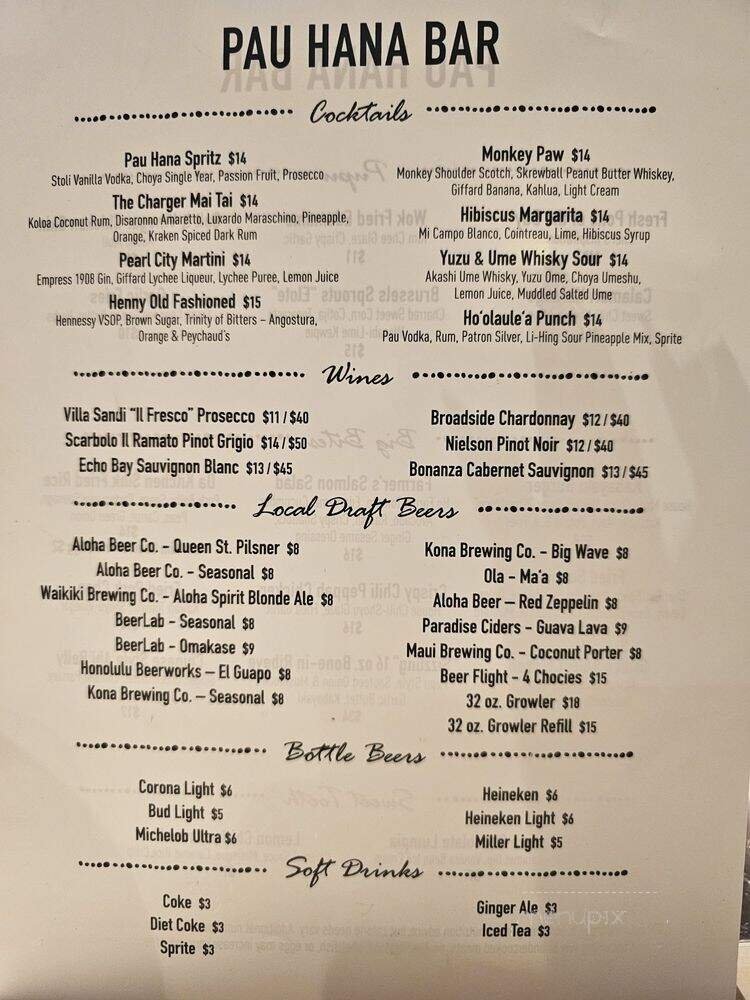 PAU HANA BAR
Cocktails
Pau Hana Spritz $14
Stoli Vanilla Vodka, Choya Single Year, Passion Fruit, Prosecco
The Charger Mai Tai $14
Koloa Coconut Rum, Disaronno Amaretto, Luxardo Maraschino, Pineapple,
Orange, Kraken Spiced Dark Rum
Pearl City Martini $14
Empress 1908 Gin, Giffard Lychee Liqueur, Lychee Puree, Lemon Juice
Henny Old Fashioned $15
Hennessy VSOP, Brown Sugar, Trinity of Bitters – Angostura,
Orange & Peychaud's
Monkey Paw $14
Monkey Shoulder Scotch, Skrewball Peanut Butter Whiskey,
Giffard Banana, Kahlua, Light Cream
Hibiscus Margarita $14
Mi Campo Blanco, Cointreau, Lime, Hibiscus Syrup
Yuzu & Ume Whisky Sour $14
Akashi Ume Whisky, Yuzu Ome, Choya Umeshu,
Lemon Juice, Muddled Salted Ume
Ho'olaule'a Punch $14
Pau Vodka, Rum, Patron Silver, Li-Hing Sour Pineapple Mix, Sprite
Wines
Villa Sandi "Il Fresco" Prosecco $11 / $40
Scarbolo Il Ramato Pinot Grigio $14 / $50
Echo Bay Sauvignon Blanc $13 / $45
Broadside Chardonnay $12 / $40
Nielson Pinot Noir $12 / $40
Bonanza Cabernet Sauvignon $13 / $45
Local Draft Beers
Aloha Beer Co. – Queen St. Pilsner $8
Aloha Beer Co. – Seasonal $8
Waikiki Brewing Co. – Aloha Spirit Blonde Ale $8
BeerLab – Seasonal $8
BeerLab – Omakase $9
Honolulu Beerworks – El Guapo $8
Kona Brewing Co. – Seasonal $8
Kona Brewing Co. – Big Wave $8
Ola – Ma'a $8
Aloha Beer – Red Zeppelin $8
Paradise Ciders – Guava Lava $9
Maui Brewing Co. – Coconut Porter $8
Beer Flight – 4 Chocies $15
32 oz. Growler $18
32 oz. Growler Refill $15
Bottle Beers
Corona Light $6
Bud Light $5
Michelob Ultra $6
Heineken $6
Heineken Light $6
Miller Light $5
Soft Drinks
Coke $3
Diet Coke $3
Sprite $3
Ginger Ale $3
Iced Tea $3
menupix